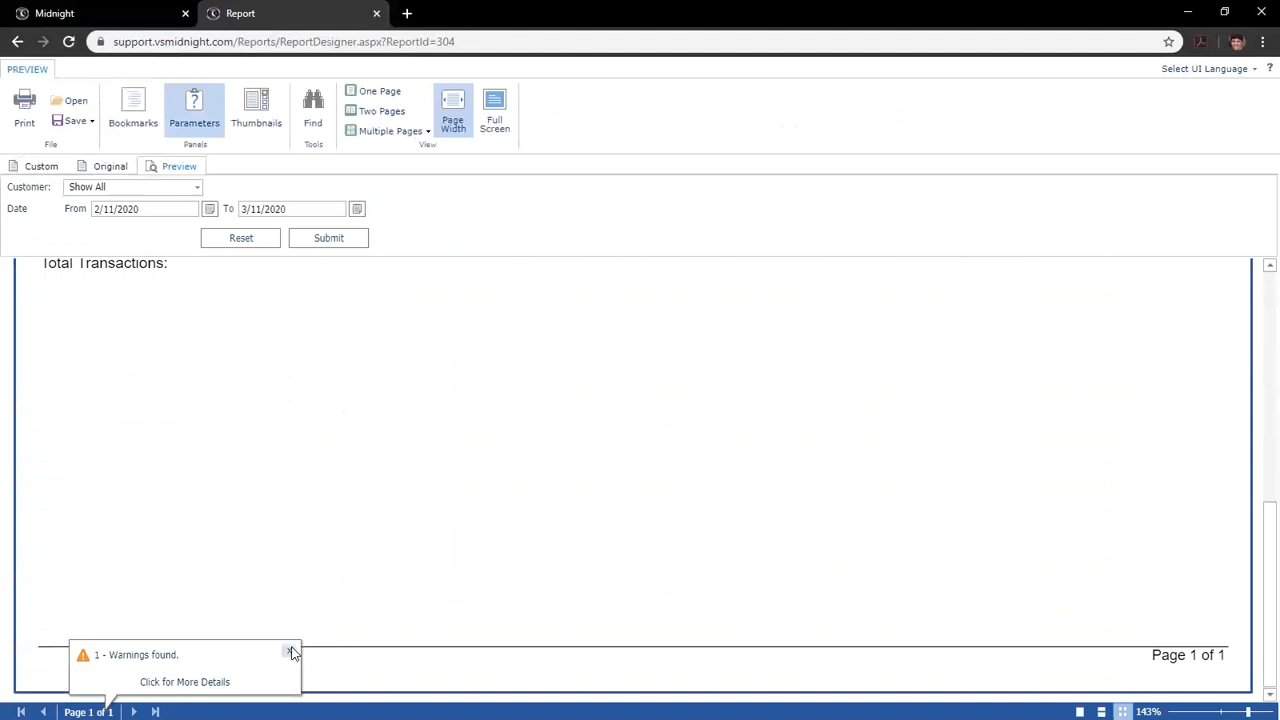 Midnight
Report
support.vsmidnight.com/Reports/ReportDesigner.aspx?ReportId=304
PREVIEW
Select UI Language
?
Print
Open
Save
Bookmarks
Parameters
Thumbnails
Find
One Page
Two Pages
Multiple Pages
Page Width
Full Screen
File
Panels
Tools
View
Custom
Original
Preview
Customer:
Show All
Date
From
2/11/2020
To
3/11/2020
Reset
Submit
Total Transactions:
1 - Warnings found.
Click for More Details
Page 1 of 1
Page 1 of 1
143%